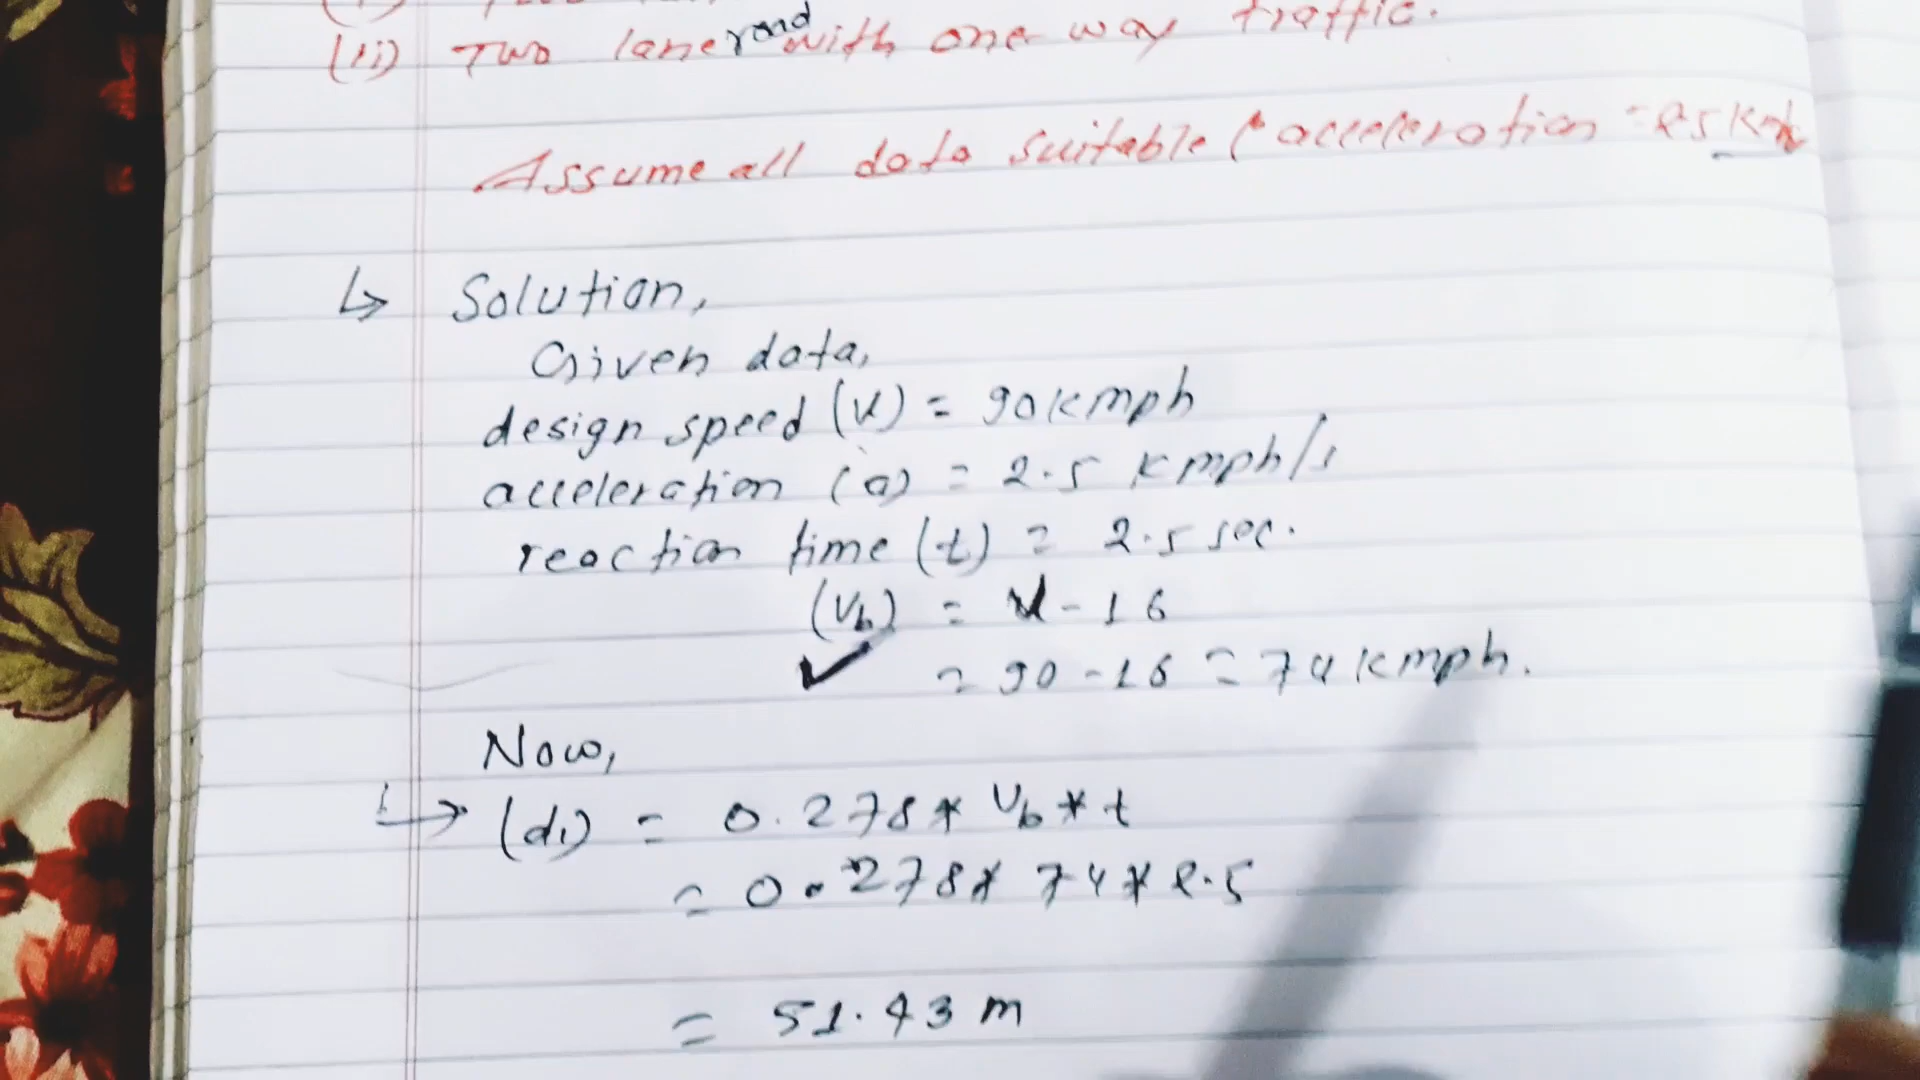 (ii) Two lane road with one way traffic.
Assume all data suitable ( acceleration = 2.5 Km
↳ Solution,
Given data,
design speed (V) = 90 kmph
acceleration (a) = 2.5 kmph/s
reaction time (t) = 2.5 sec.
(Vb) = V - 16
= 90 - 16 = 74 kmph.
Now,
↳ (d1) = 0.278 * Vb * t
= 0.278 * 74 * 2.5
= 51.43 m